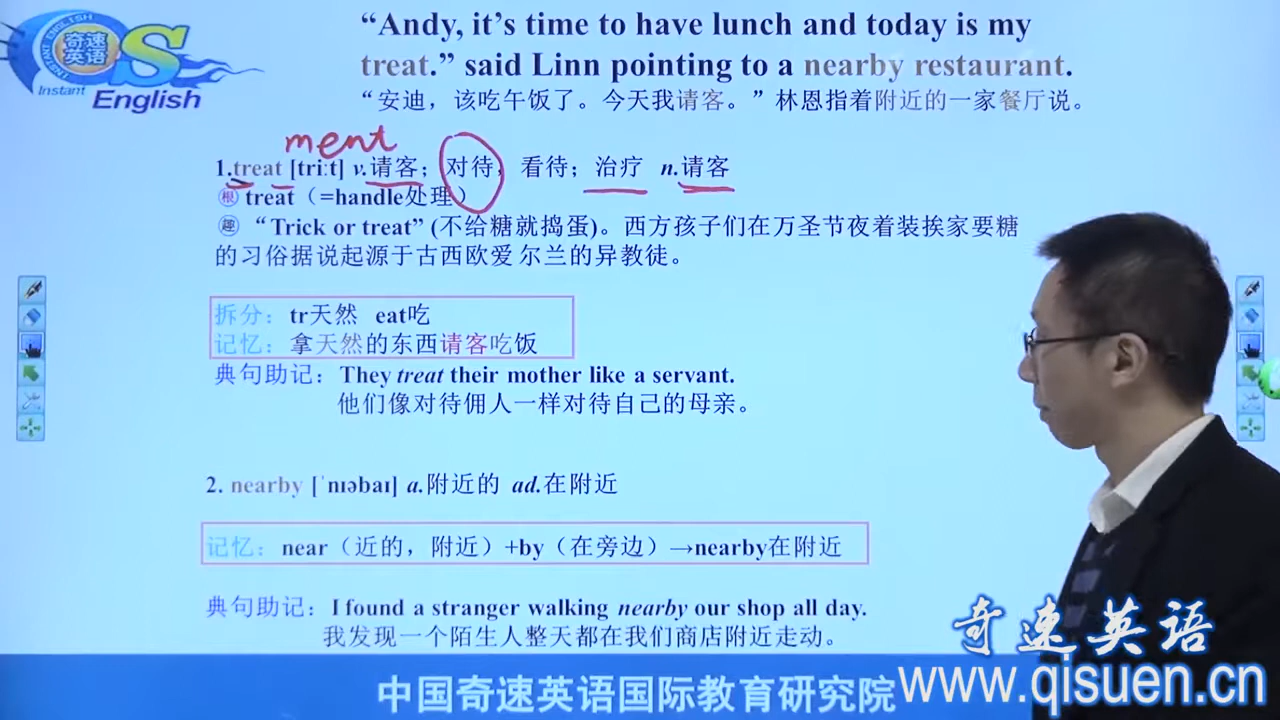 奇速
英语
INSTANT ENGLISH
QS
Instant
English
“Andy, it’s time to have lunch and today is my
treat.” said Linn pointing to a nearby restaurant.
“安迪，该吃午饭了。今天我请客。”林恩指着附近的一家餐厅说。
ment
1.treat [tri:t] v.请客；对待，看待；治疗 n.请客
根 treat（=handle处理）
趣 “Trick or treat” (不给糖就捣蛋)。西方孩子们在万圣节夜着装挨家要糖
的习俗据说起源于古西欧爱尔兰的异教徒。
拆分：tr天然 eat吃
记忆：拿天然的东西请客吃饭
典句助记：They treat their mother like a servant.
他们像对待佣人一样对待自己的母亲。
2. nearby [ˈnɪəbaɪ] a.附近的 ad.在附近
记忆：near（近的，附近）+by（在旁边）→nearby在附近
典句助记：I found a stranger walking nearby our shop all day.
我发现一个陌生人整天都在我们商店附近走动。
奇速英语
中国奇速英语国际教育研究院www.qisuen.cn